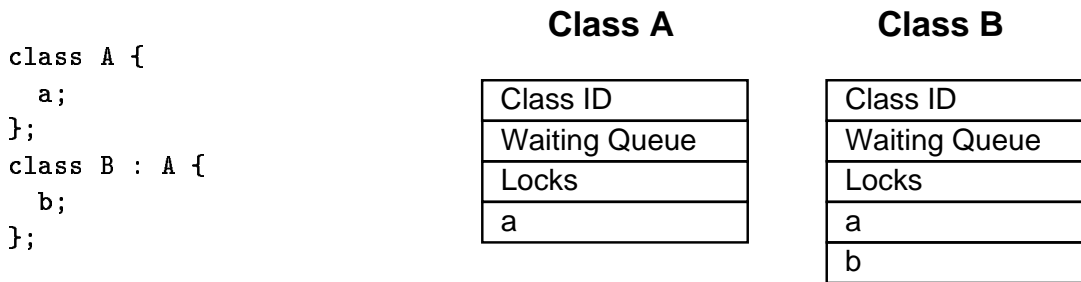 class A {
  a;
};
class B : A {
  b;
};
Class A
Class ID
Waiting Queue
Locks
a
Class B
Class ID
Waiting Queue
Locks
a
b